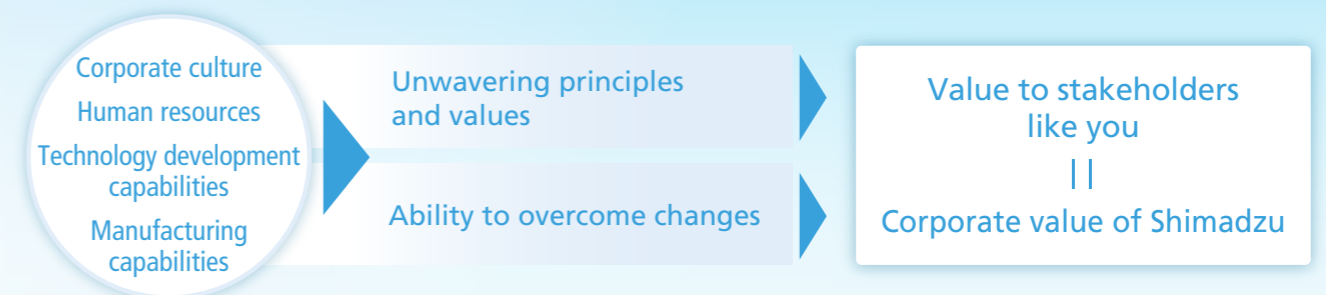 Corporate culture
Human resources
Technology development
capabilities
Manufacturing
capabilities
Unwavering principles
and values
Ability to overcome changes
Value to stakeholders
like you
Corporate value of Shimadzu